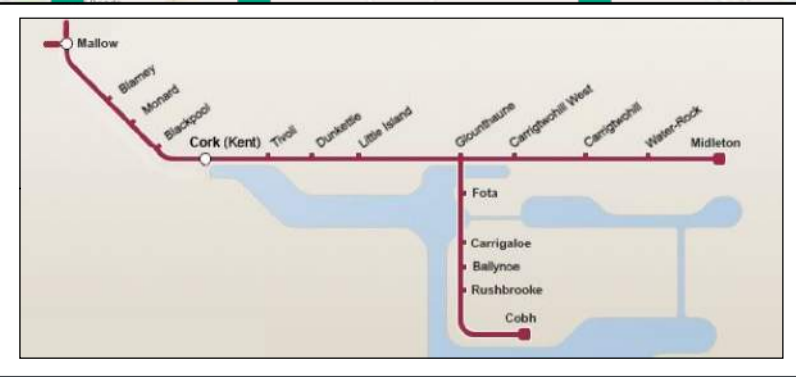 Mallow
Blarney
Monard
Blackpool
Cork (Kent)
Tivoli
Dunkettle
Little Island
Glounthaune
Carrigtwohill West
Carrigtwohill
Water-Rock
Midleton
Fota
Carrigaloe
Ballynoe
Rushbrooke
Cobh